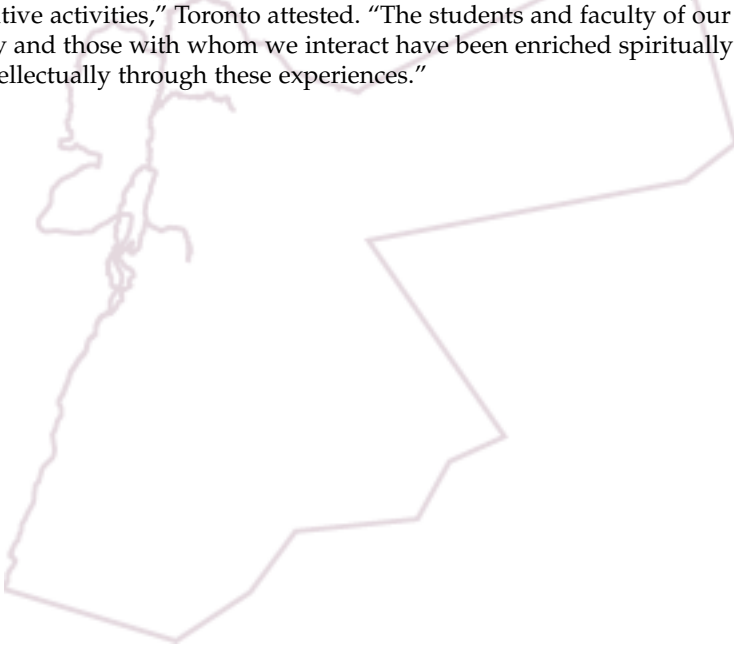 tive activities,” Toronto attested. “The students and faculty of our
y and those with whom we interact have been enriched spiritually
ellectually through these experiences.”